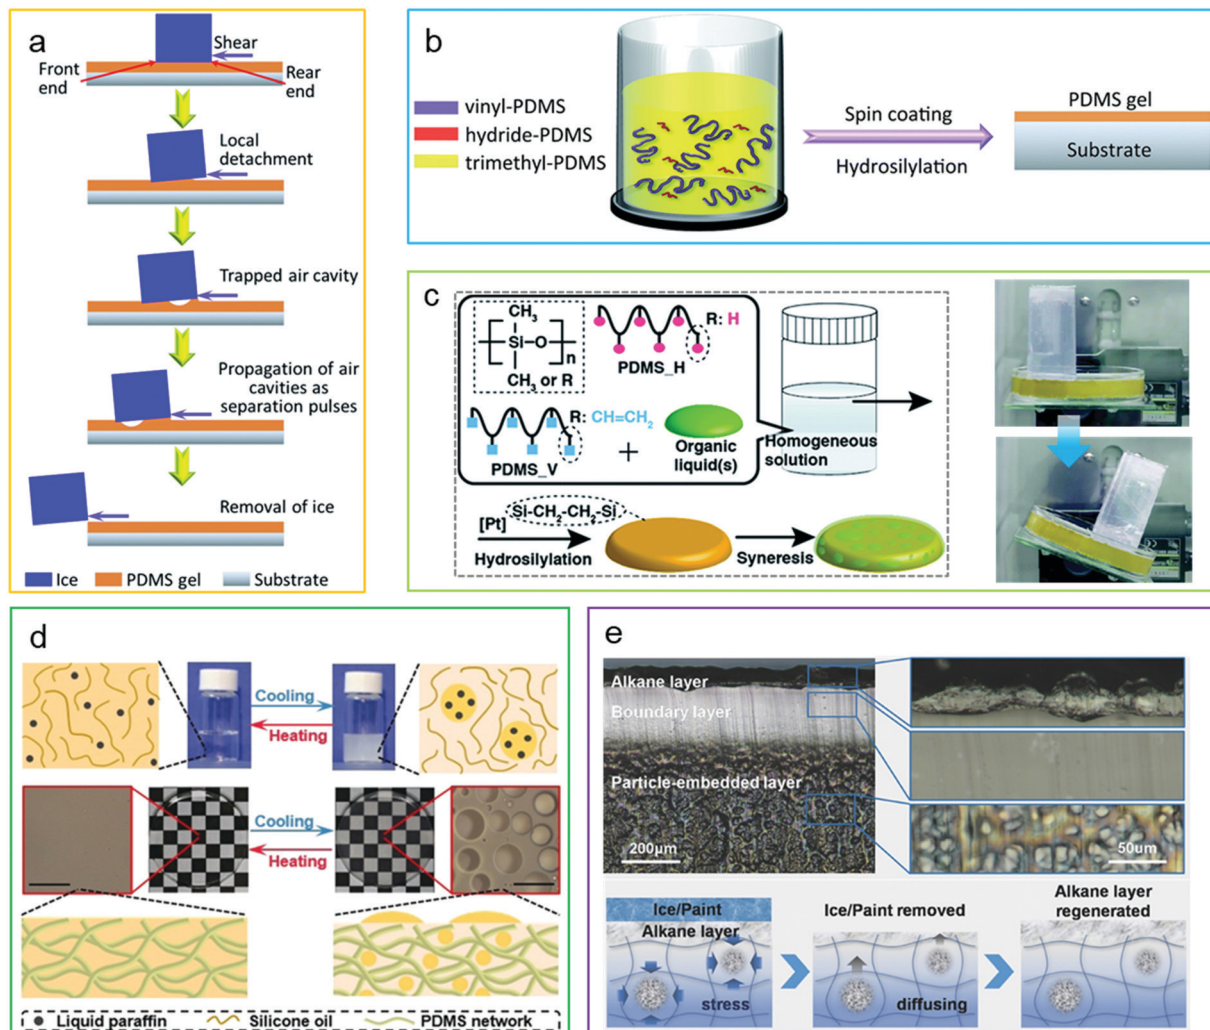 a
Shear
Front
end
Rear
end
Local
detachment
Trapped air cavity
Propagation of air
cavities as
separation pulses
Removal of ice
Ice
PDMS gel
Substrate
b
vinyl-PDMS
hydride-PDMS
trimethyl-PDMS
Spin coating
Hydrosilylation
PDMS gel
Substrate
c
CH3
Si
O
n
CH3 or R
R: H
PDMS_H
R: CH=CH2
PDMS_V
+
Organic
liquid(s)
Homogeneous
solution
Si-CH2-CH2-Si
[Pt]
Hydrosilylation
Syneresis
d
Cooling
Heating
Cooling
Heating
Liquid paraffin
Silicone oil
PDMS network
e
Alkane layer
Boundary layer
Particle-embedded layer
200µm
50um
Ice/Paint
Alkane layer
stress
Ice/Paint removed
diffusing
Alkane layer
regenerated